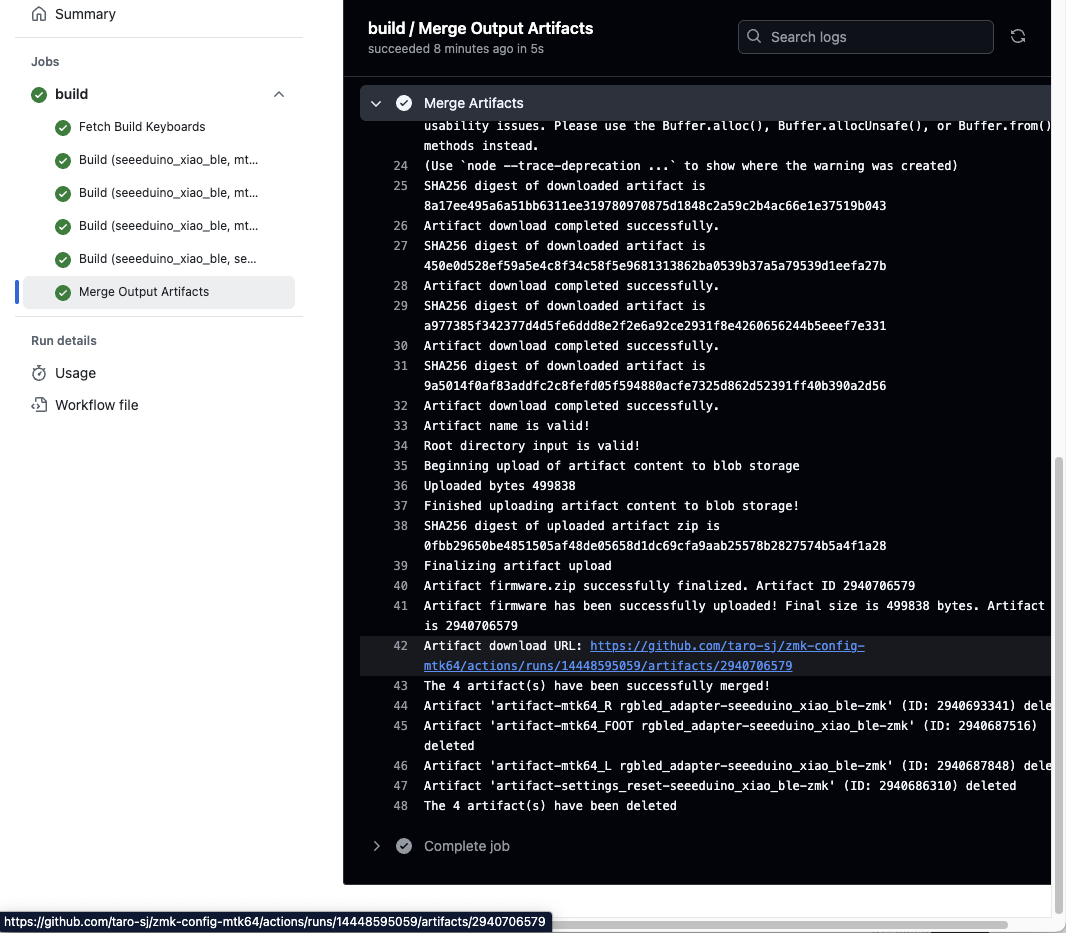 Summary
Jobs
build
Fetch Build Keyboards
Build (seeeduino_xiao_ble, mt...
Build (seeeduino_xiao_ble, mt...
Build (seeeduino_xiao_ble, mt...
Build (seeeduino_xiao_ble, se...
Merge Output Artifacts
Run details
Usage
Workflow file
build / Merge Output Artifacts
succeeded 8 minutes ago in 5s
Search logs
Merge Artifacts
usability issues. Please use the Buffer.alloc(), Buffer.allocUnsafe(), or Buffer.from()
methods instead.
24 (Use `node --trace-deprecation ...` to show where the warning was created)
25 SHA256 digest of downloaded artifact is
8a17ee495a6a51bb6311ee319780970875d1848c2a59c2b4ac66e1e37519b043
26 Artifact download completed successfully.
27 SHA256 digest of downloaded artifact is
450e0d528ef59a5e4c8f34c58f5e9681313862ba0539b37a5a79539d1eefa27b
28 Artifact download completed successfully.
29 SHA256 digest of downloaded artifact is
a977385f342377d4d5fe6ddd8e2f2e6a92ce2931f8e4260656244b5eeef7e331
30 Artifact download completed successfully.
31 SHA256 digest of downloaded artifact is
9a5014f0af83addfc2c8fefd05f594880acfe7325d862d52391ff40b390a2d56
32 Artifact download completed successfully.
33 Artifact name is valid!
34 Root directory input is valid!
35 Beginning upload of artifact content to blob storage
36 Uploaded bytes 499838
37 Finished uploading artifact content to blob storage!
38 SHA256 digest of uploaded artifact zip is
0fbb29650be4851505af48de05658d1dc69cfa9aab25578b2827574b5a4f1a28
39 Finalizing artifact upload
40 Artifact firmware.zip successfully finalized. Artifact ID 2940706579
41 Artifact firmware has been successfully uploaded! Final size is 499838 bytes. Artifact
is 2940706579
42 Artifact download URL: https://github.com/taro-sj/zmk-config-
mtk64/actions/runs/14448595059/artifacts/2940706579
43 The 4 artifact(s) have been successfully merged!
44 Artifact 'artifact-mtk64_R rgbled_adapter-seeeduino_xiao_ble-zmk' (ID: 2940693341) dele
45 Artifact 'artifact-mtk64_FOOT rgbled_adapter-seeeduino_xiao_ble-zmk' (ID: 2940687516)
deleted
46 Artifact 'artifact-mtk64_L rgbled_adapter-seeeduino_xiao_ble-zmk' (ID: 2940687848) dele
47 Artifact 'artifact-settings_reset-seeeduino_xiao_ble-zmk' (ID: 2940686310) deleted
48 The 4 artifact(s) have been deleted
Complete job
https://github.com/taro-sj/zmk-config-mtk64/actions/runs/14448595059/artifacts/2940706579